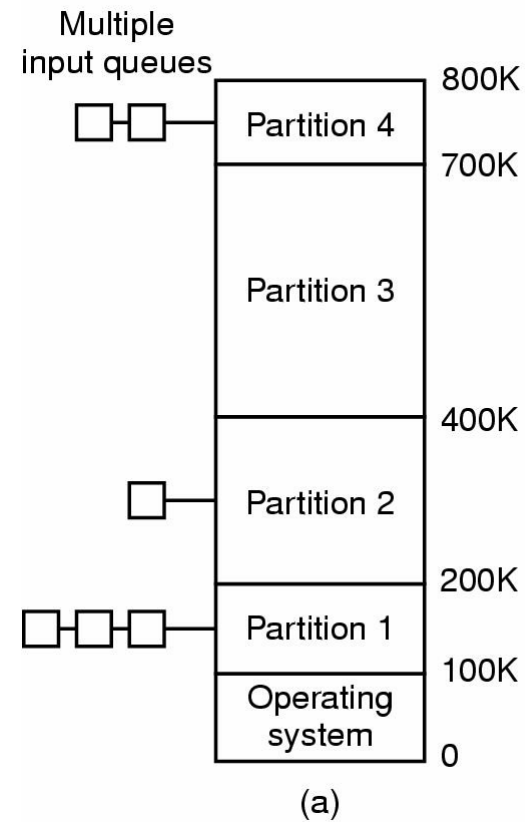 Multiple
input queues
800K
Partition 4
700K
Partition 3
400K
Partition 2
200K
Partition 1
100K
Operating
system
0
(a)